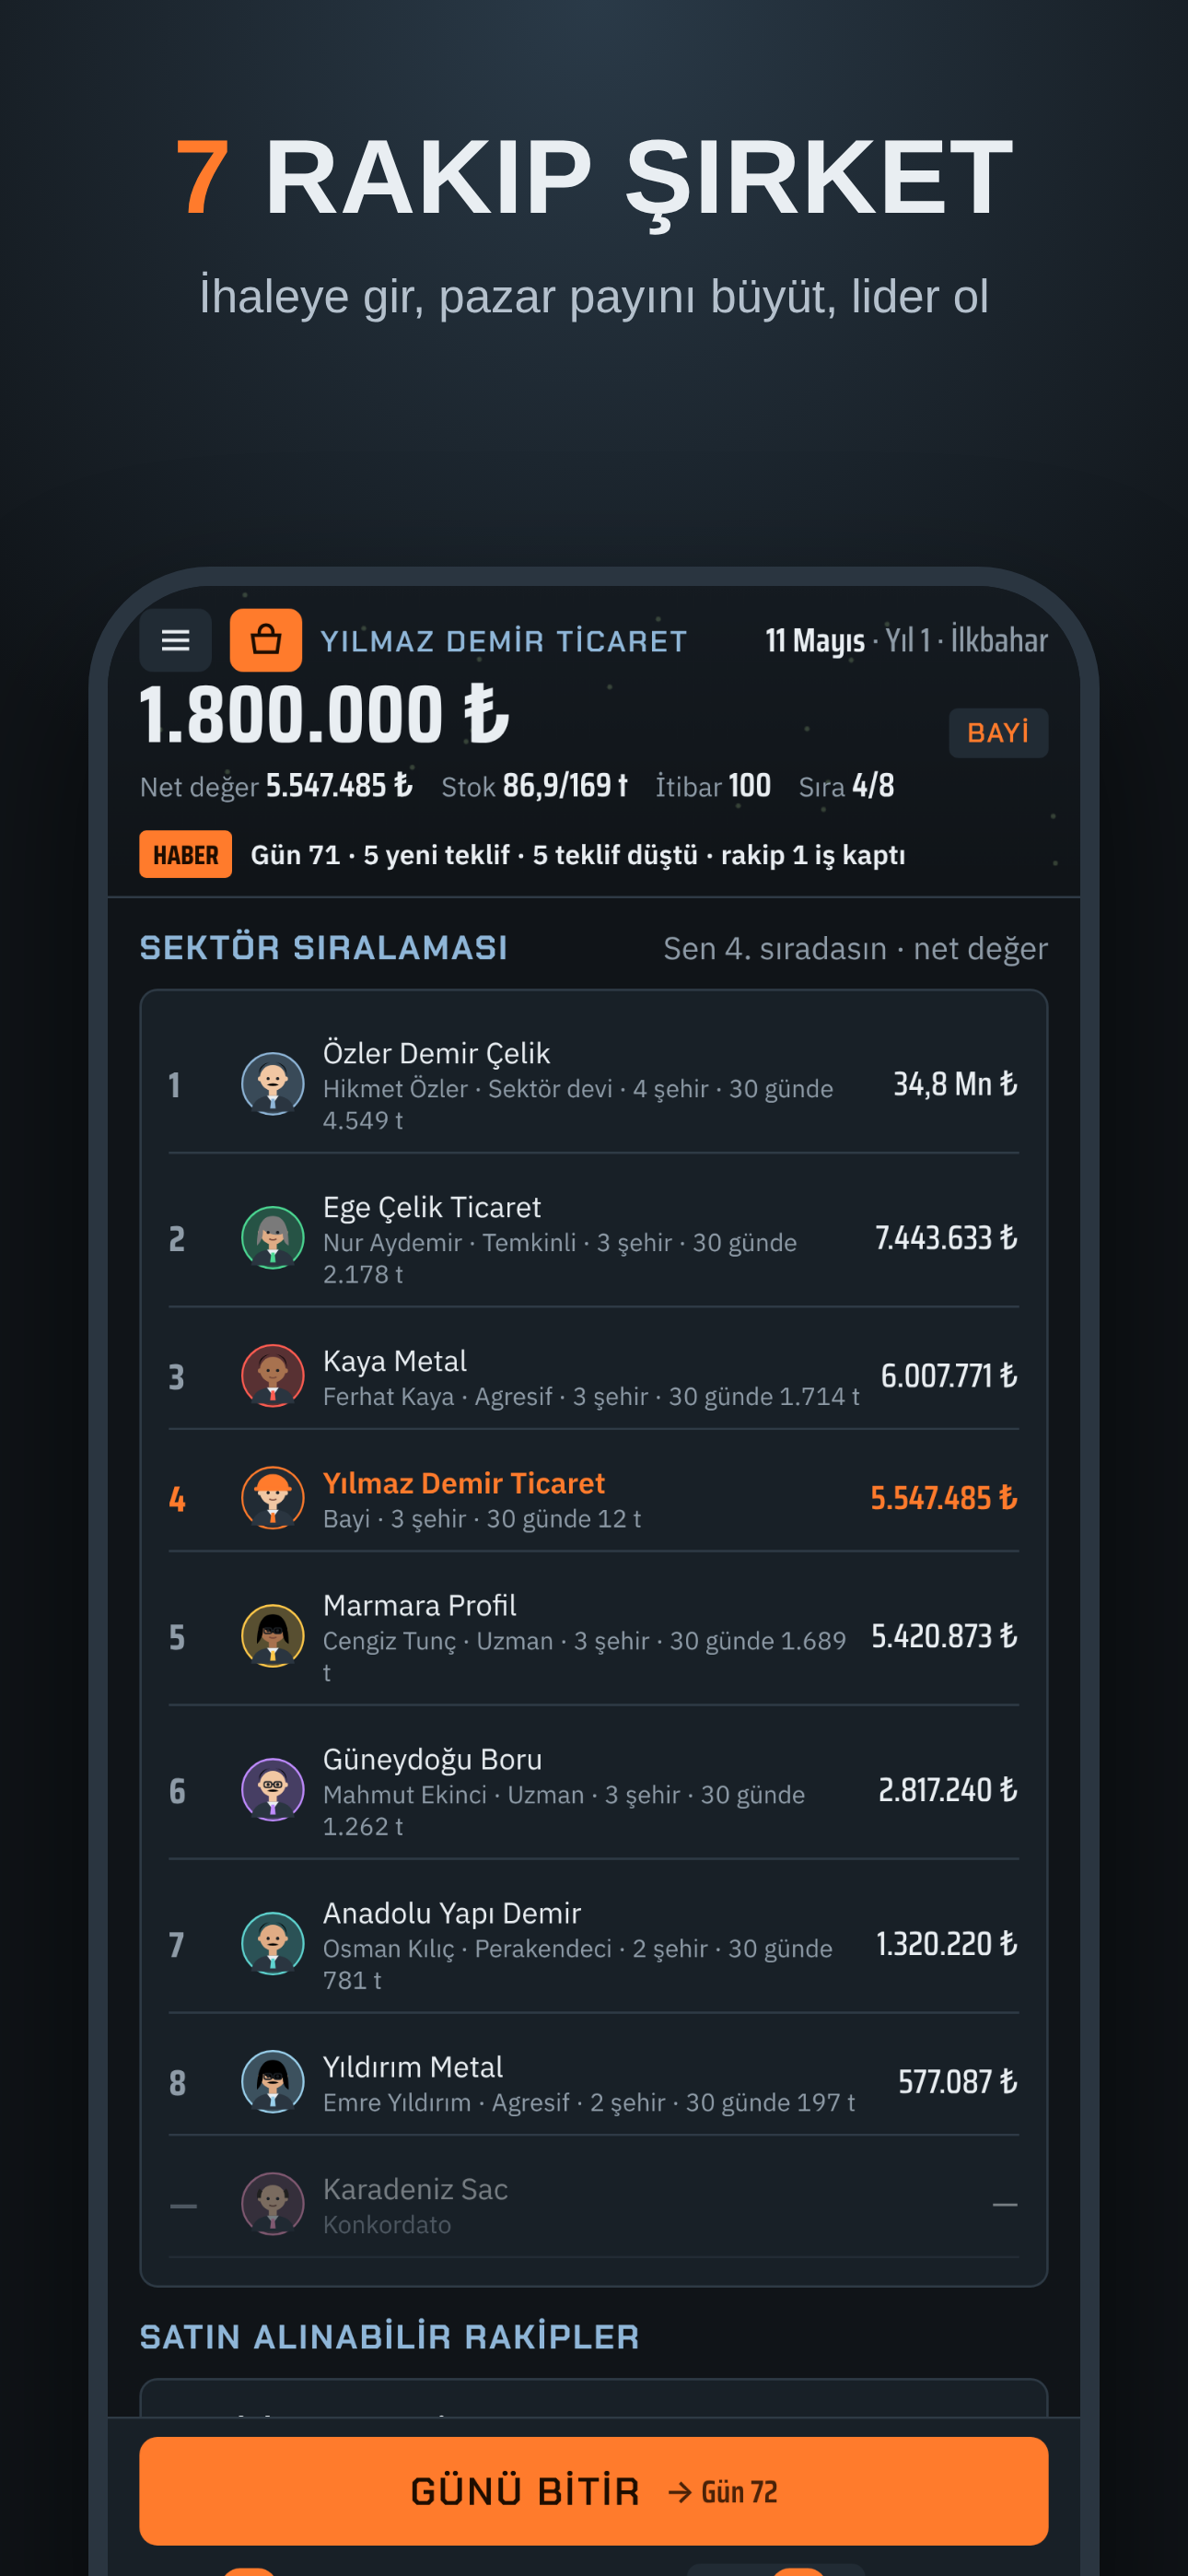 7 RAKIP ŞIRKET
İhaleye gir, pazar payını büyüt, lider ol
YILMAZ DEMİR TİCARET
11 Mayıs · Yıl 1 · İlkbahar
1.800.000 ₺
BAYİ
Net değer 5.547.485 ₺ Stok 86,9/169 t İtibar 100 Sıra 4/8
HABER Gün 71 · 5 yeni teklif · 5 teklif düştü · rakip 1 iş kaptı
SEKTÖR SIRALAMASI
Sen 4. sıradasın · net değer
1
Özler Demir Çelik
Hikmet Özler · Sektör devi · 4 şehir · 30 günde
4.549 t
34,8 Mn ₺
2
Ege Çelik Ticaret
Nur Aydemir · Temkinli · 3 şehir · 30 günde
2.178 t
7.443.633 ₺
3
Kaya Metal
Ferhat Kaya · Agresif · 3 şehir · 30 günde 1.714 t
6.007.771 ₺
4
Yılmaz Demir Ticaret
Bayi · 3 şehir · 30 günde 12 t
5.547.485 ₺
5
Marmara Profil
Cengiz Tunç · Uzman · 3 şehir · 30 günde 1.689
t
5.420.873 ₺
6
Güneydoğu Boru
Mahmut Ekinci · Uzman · 3 şehir · 30 günde
1.262 t
2.817.240 ₺
7
Anadolu Yapı Demir
Osman Kılıç · Perakendeci · 2 şehir · 30 günde
781 t
1.320.220 ₺
8
Yıldırım Metal
Emre Yıldırım · Agresif · 2 şehir · 30 günde 197 t
577.087 ₺
—
Karadeniz Sac
Konkordato
—
SATIN ALINABİLİR RAKİPLER
GÜNÜ BİTİR → Gün 72